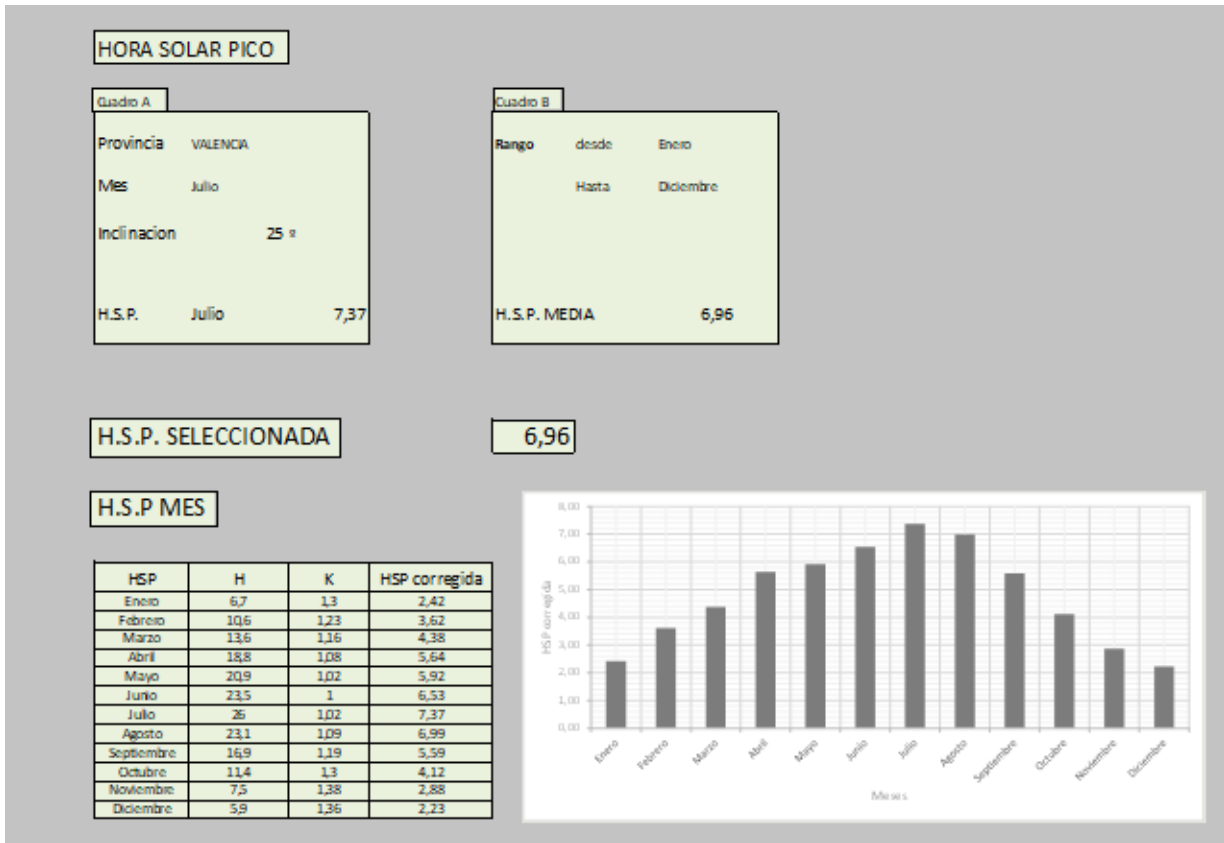 HORA SOLAR PICO
Cuadro A
Provincia VALENCIA
Mes Julio
Inclinacion 25 º
H.S.P. Julio 7,37
Cuadro B
Rango desde Enero
Hasta Diciembre
H.S.P. MEDIA 6,96
H.S.P. SELECCIONADA 6,96
H.S.P MES
HSP H K HSP corregida
Enero 6,7 1,3 2,42
Febrero 10,6 1,23 3,62
Marzo 13,6 1,16 4,38
Abril 18,8 1,08 5,64
Mayo 20,9 1,02 5,92
Junio 23,5 1 6,53
Julio 26 1,02 7,37
Agosto 23,1 1,09 6,99
Septiembre 16,9 1,19 5,59
Octubre 11,4 1,3 4,12
Noviembre 7,5 1,38 2,88
Diciembre 5,9 1,36 2,23
HSP corregida
8,00
7,00
6,00
5,00
4,00
3,00
2,00
1,00
0,00
Enero Febrero Marzo Abril Mayo Junio Julio Agosto Septiembre Octubre Noviembre Diciembre
Meses